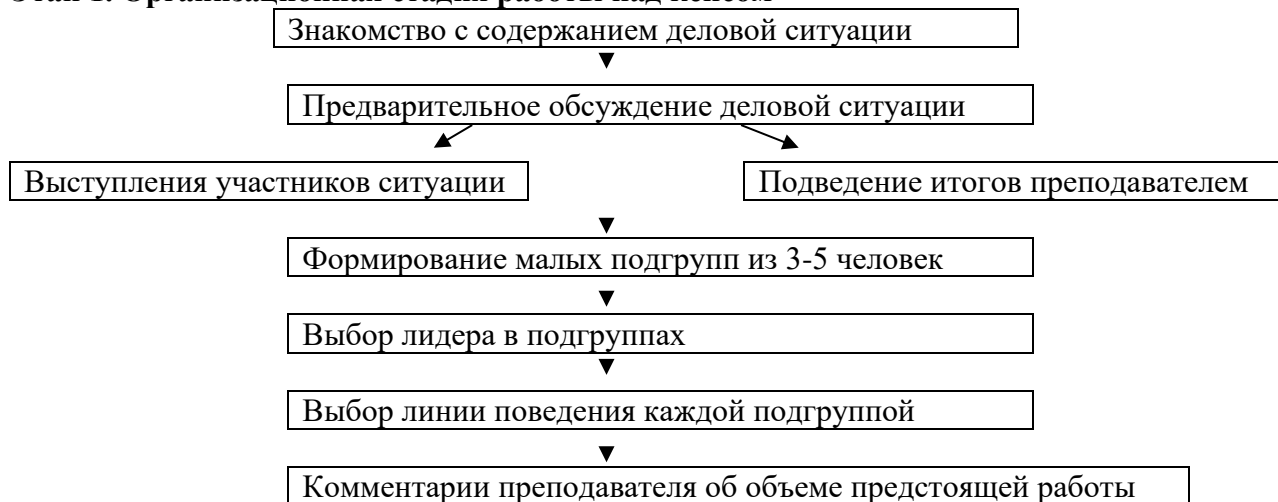 Знакомство с содержанием деловой ситуации
Предварительное обсуждение деловой ситуации
Выступления участников ситуации
Подведение итогов преподавателем
Формирование малых подгрупп из 3-5 человек
Выбор лидера в подгруппах
Выбор линии поведения каждой подгруппой
Комментарии преподавателя об объеме предстоящей работы